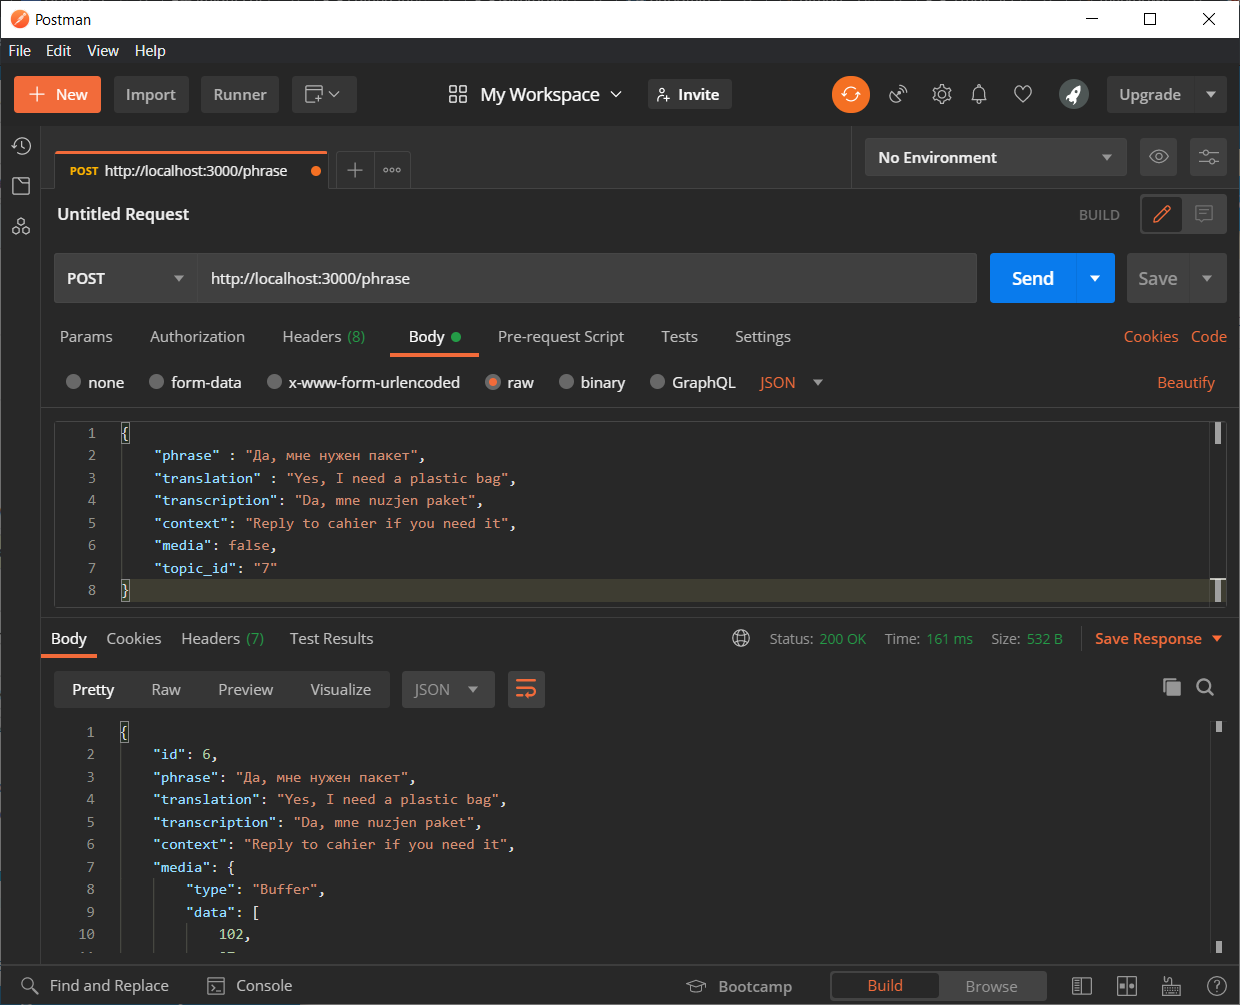 Postman
File Edit View Help
New Import Runner My Workspace Invite Upgrade
POST http://localhost:3000/phrase No Environment
Untitled Request BUILD
POST http://localhost:3000/phrase Send Save
Params Authorization Headers (8) Body Pre-request Script Tests Settings Cookies Code
none form-data x-www-form-urlencoded raw binary GraphQL JSON Beautify
1 {
2 "phrase" : "Да, мне нужен пакет",
3 "translation" : "Yes, I need a plastic bag",
4 "transcription": "Da, mne nuzjen paket",
5 "context": "Reply to cahier if you need it",
6 "media": false,
7 "topic_id": "7"
8 }
Body Cookies Headers (7) Test Results Status: 200 OK Time: 161 ms Size: 532 B Save Response
Pretty Raw Preview Visualize JSON
1 {
2 "id": 6,
3 "phrase": "Да, мне нужен пакет",
4 "translation": "Yes, I need a plastic bag",
5 "transcription": "Da, mne nuzjen paket",
6 "context": "Reply to cahier if you need it",
7 "media": {
8 "type": "Buffer",
9 "data": [
10 102,
Find and Replace Console Bootcamp Build Browse